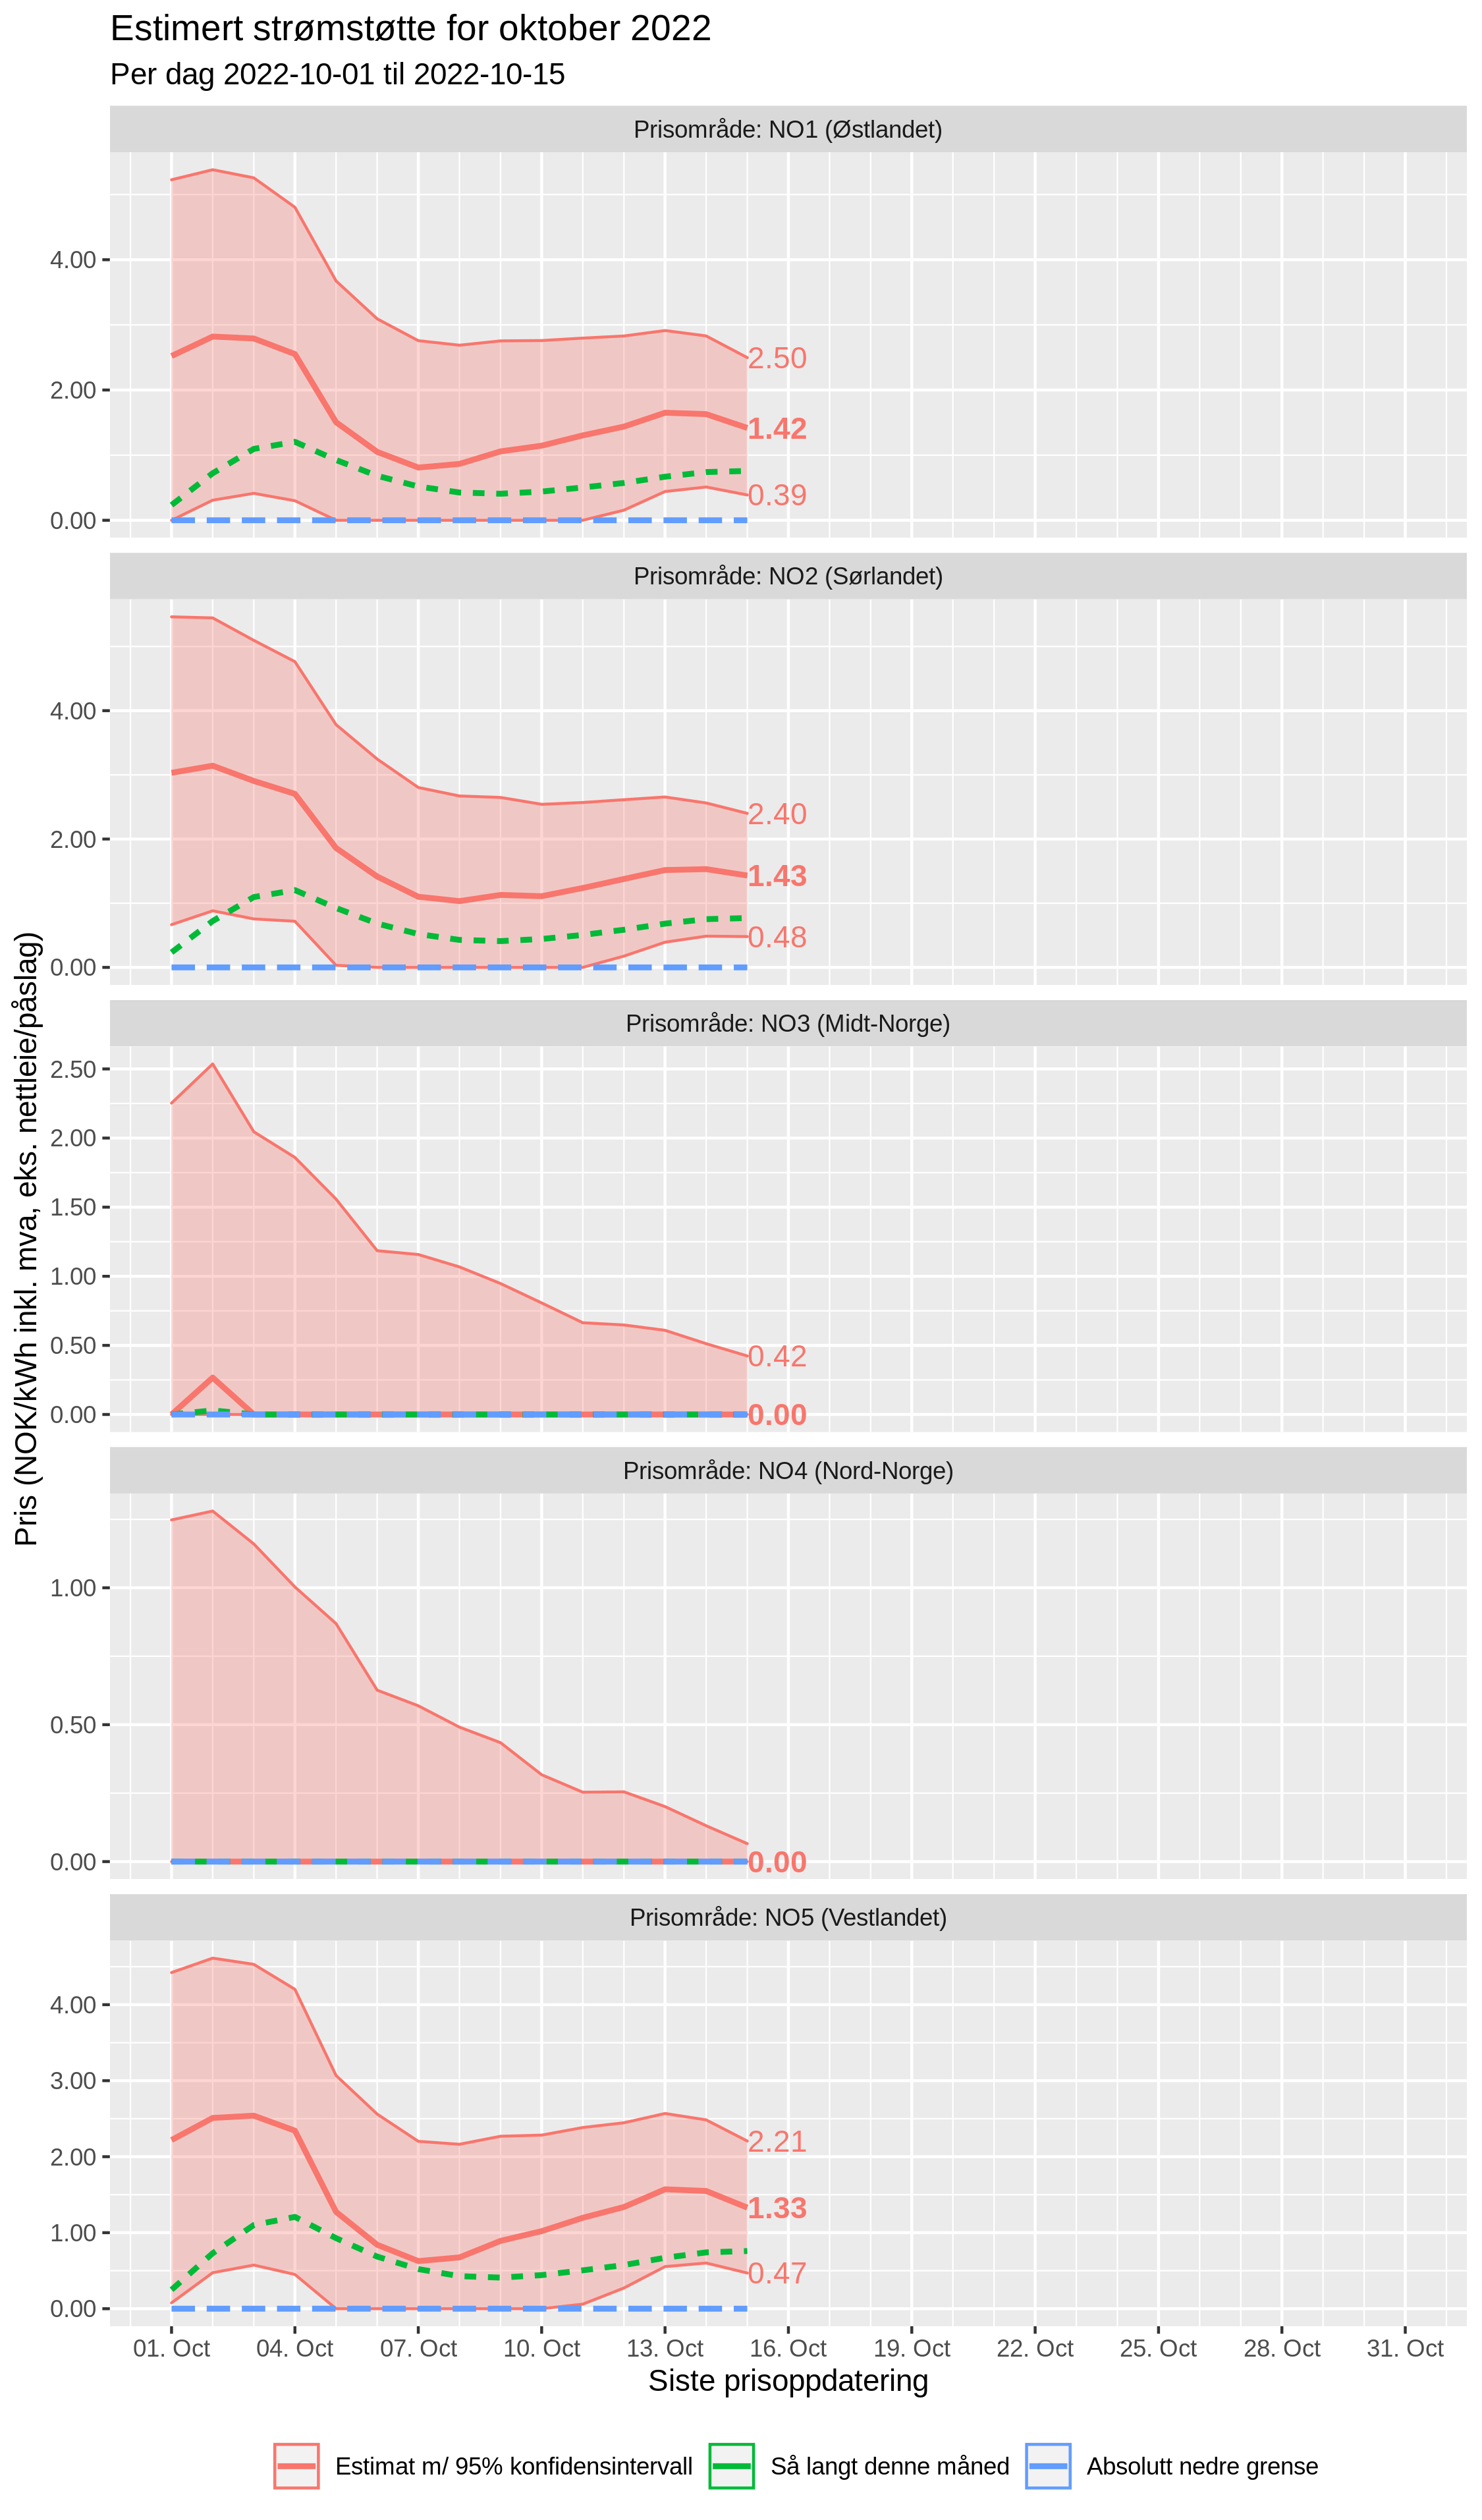 Estimert strømstøtte for oktober 2022
Per dag 2022-10-01 til 2022-10-15
Pris (NOK/kWh inkl. mva, eks. nettleie/påslag)
Prisområde: NO1 (Østlandet)
4.00
2.00
0.00
2.50
1.42
0.39
Prisområde: NO2 (Sørlandet)
4.00
2.00
0.00
2.40
1.43
0.48
Prisområde: NO3 (Midt-Norge)
2.50
2.00
1.50
1.00
0.50
0.00
0.42
0.00
Prisområde: NO4 (Nord-Norge)
1.00
0.50
0.00
0.00
Prisområde: NO5 (Vestlandet)
4.00
3.00
2.00
1.00
0.00
2.21
1.33
0.47
01. Oct 04. Oct 07. Oct 10. Oct 13. Oct 16. Oct 19. Oct 22. Oct 25. Oct 28. Oct 31. Oct
Siste prisoppdatering
Estimat m/ 95% konfidensintervall Så langt denne måned Absolutt nedre grense